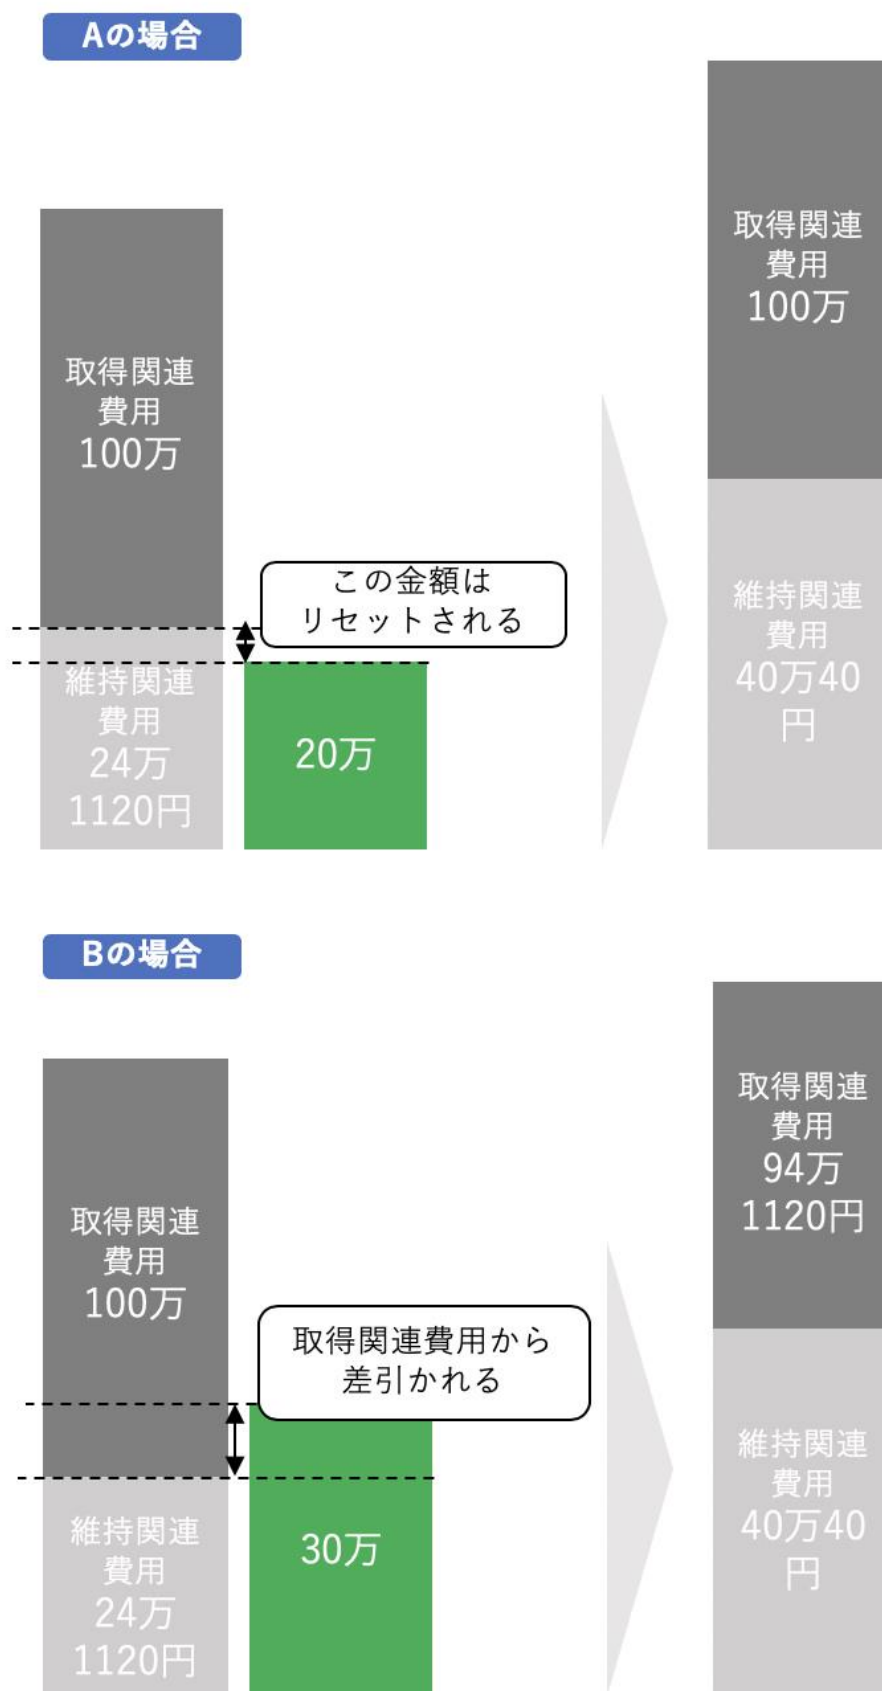 Aの場合
取得関連
費用
100万
取得関連
費用
100万
この金額は
リセットされる
維持関連
費用
24万
1120円
20万
維持関連
費用
40万40
円
Bの場合
取得関連
費用
100万
取得関連
費用
94万
1120円
取得関連費用から
差引かれる
維持関連
費用
24万
1120円
30万
維持関連
費用
40万40
円